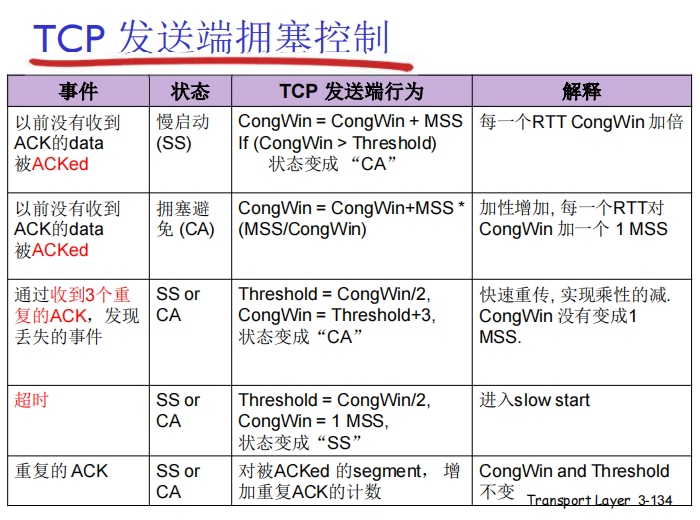 TCP 发送端拥塞控制
事件 状态 TCP 发送端行为 解释
以前没有收到
ACK的data
被ACKed
慢启动
(SS)
CongWin = CongWin + MSS
If (CongWin > Threshold)
状态变成 “CA”
每一个RTT CongWin 加倍
以前没有收到
ACK的data
被ACKed
拥塞避
免 (CA)
CongWin = CongWin+MSS *
(MSS/CongWin)
加性增加, 每一个RTT对
CongWin 加一个 1 MSS
通过收到3个重
复的ACK，发现
丢失的事件
SS or
CA
Threshold = CongWin/2,
CongWin = Threshold+3,
状态变成“CA”
快速重传, 实现乘性的减.
CongWin 没有变成1
MSS.
超时
SS or
CA
Threshold = CongWin/2,
CongWin = 1 MSS,
状态变成“SS”
进入slow start
重复的 ACK
SS or
CA
对被ACKed 的segment， 增
加重复ACK的计数
CongWin and Threshold
不变
Transport Layer 3-134